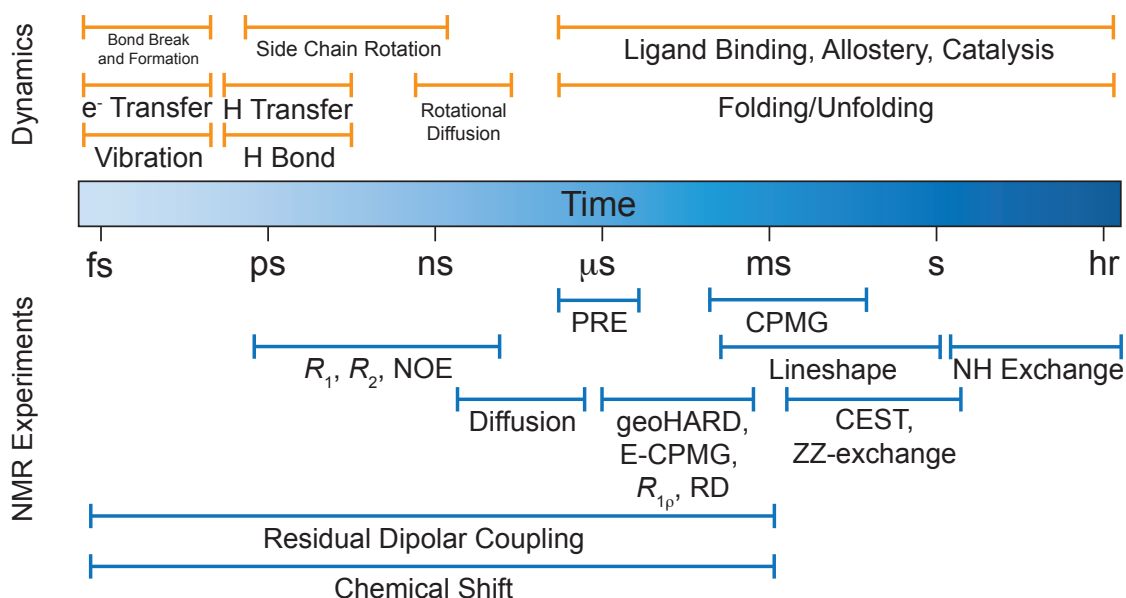 Dynamics
Bond Break
and Formation
Side Chain Rotation
Ligand Binding, Allostery, Catalysis
e- Transfer
H Transfer
Rotational
Diffusion
Folding/Unfolding
Vibration
H Bond
Time
fs
ps
ns
μs
ms
s
hr
NMR Experiments
PRE
CPMG
R1, R2, NOE
Lineshape
NH Exchange
Diffusion
geoHARD,
E-CPMG,
R1ρ, RD
CEST,
ZZ-exchange
Residual Dipolar Coupling
Chemical Shift